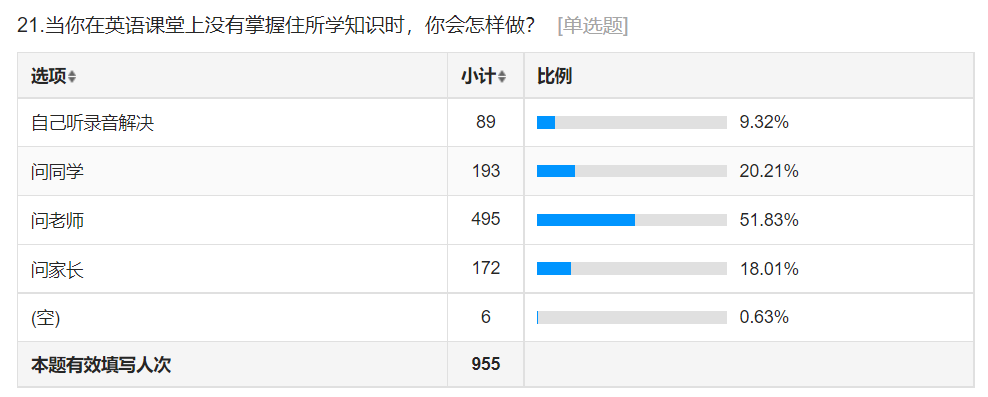 21.当你在英语课堂上没有掌握住所学知识时，你会怎样做？ [单选题]
选项 小计 比例
自己听录音解决 89 9.32%
问同学 193 20.21%
问老师 495 51.83%
问家长 172 18.01%
(空) 6 0.63%
本题有效填写人次 955